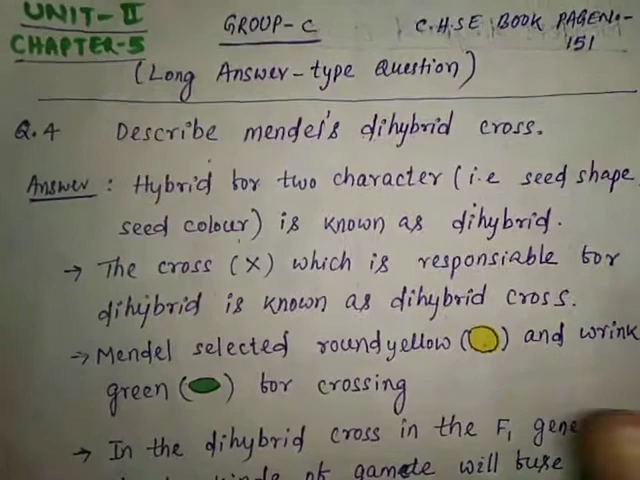 UNIT-II GROUP-C C.H.S.E BOOK PAGENO:-
CHAPTER-5 151
(Long Answer-type Question)
Q.4 Describe mendel's dihybrid cross.
Answer: Hybrid for two character (i.e seed shape
seed colour) is known as dihybrid.
→ The cross (X) which is responsiable for
dihybrid is known as dihybrid cross.
→ Mendel selected round yellow ( ) and wrink
green ( ) for crossing
→ In the dihybrid cross in the F₁ gene
of gamete will fuse